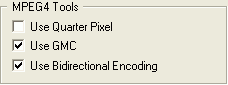 MPEG4 Tools
Use Quarter Pixel
Use GMC
Use Bidirectional Encoding